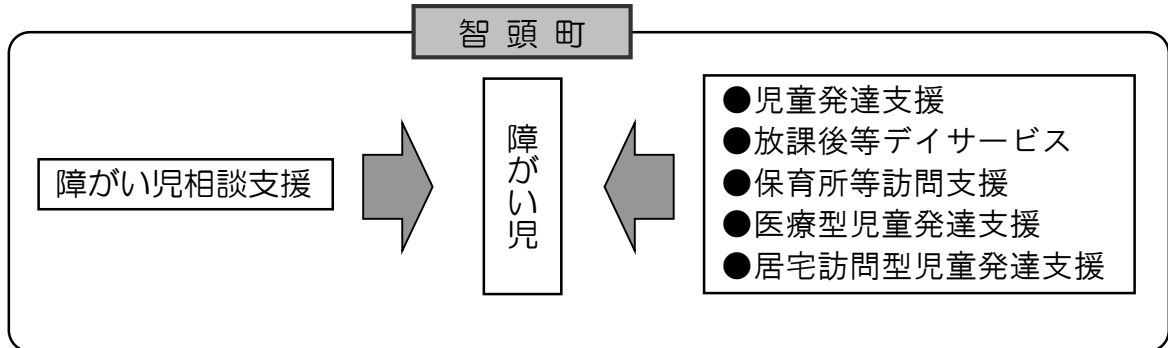 智頭町
障がい児相談支援
障がい児
●児童発達支援
●放課後等デイサービス
●保育所等訪問支援
●医療型児童発達支援
●居宅訪問型児童発達支援